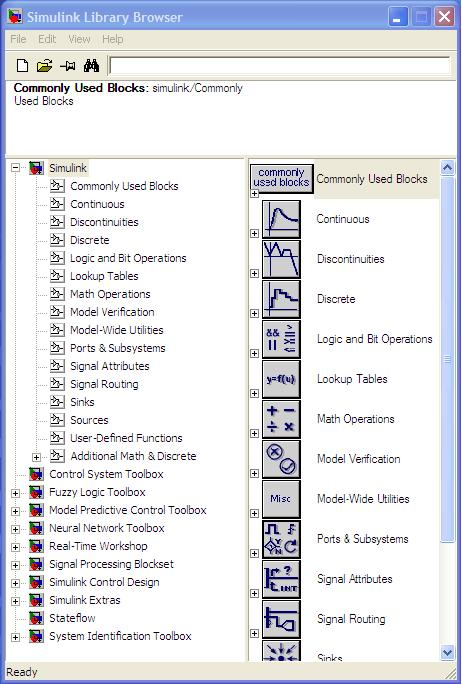 Simulink Library Browser
File Edit View Help
Commonly Used Blocks: simulink/Commonly
Used Blocks
Simulink
Commonly Used Blocks
Continuous
Discontinuities
Discrete
Logic and Bit Operations
Lookup Tables
Math Operations
Model Verification
Model-Wide Utilities
Ports & Subsystems
Signal Attributes
Signal Routing
Sinks
Sources
User-Defined Functions
Additional Math & Discrete
Control System Toolbox
Fuzzy Logic Toolbox
Model Predictive Control Toolbox
Neural Network Toolbox
Real-Time Workshop
Signal Processing Blockset
Simulink Control Design
Simulink Extras
Stateflow
System Identification Toolbox
commonly
used blocks
Commonly Used Blocks
Continuous
Discontinuities
Discrete
&& >
|| =
<=
Logic and Bit Operations
y=f(u)
Lookup Tables
+ −
÷ ×
Math Operations
Model Verification
Misc
Model-Wide Utilities
Y
N
Ports & Subsystems
?
INT
Signal Attributes
Signal Routing
Sinks
Ready